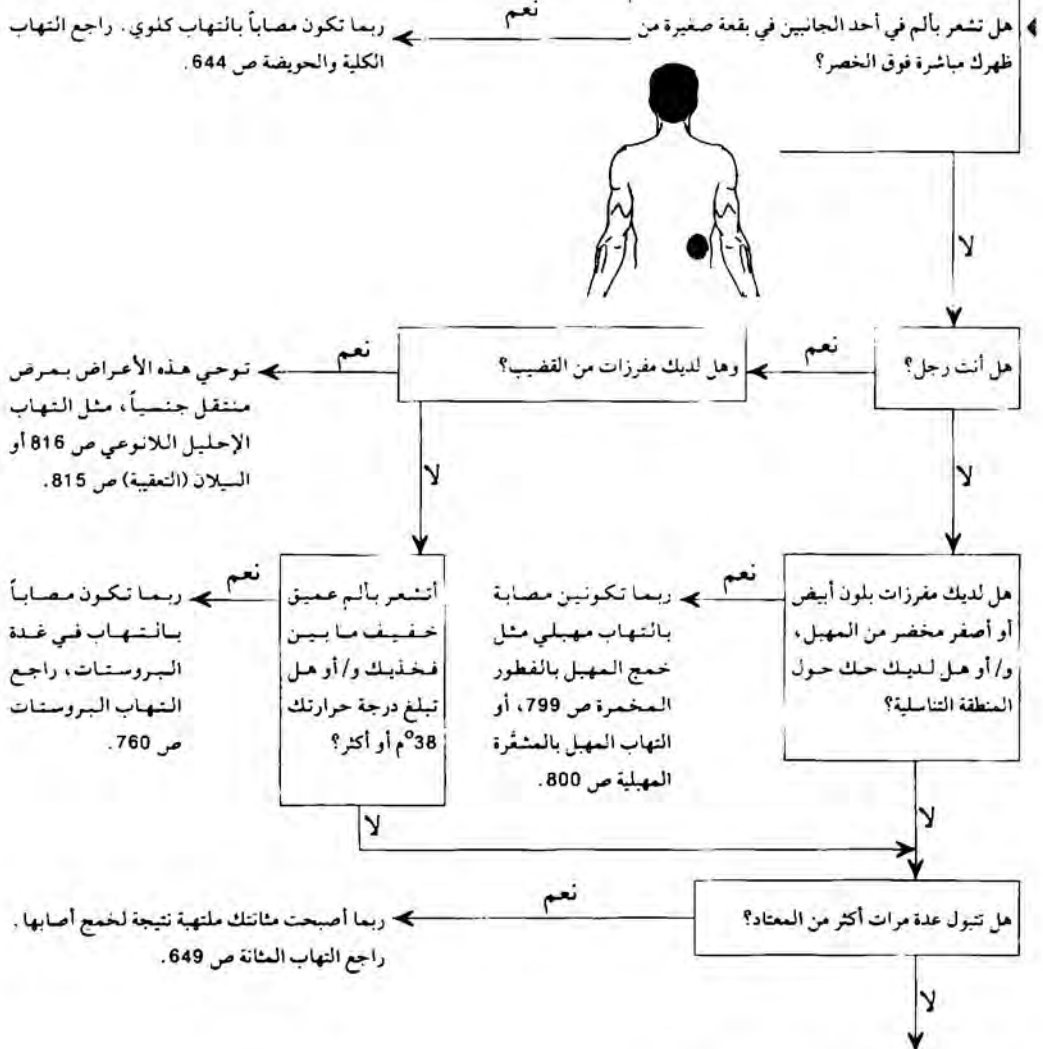 هل تشعر بألم في أحد الجانبين في بقعة صغيرة من
ظهرك مباشرة فوق الخصر؟
نعم
ربما تكون مصاباً بالتهاب كلوي. راجع التهاب
الكلية والحويضة ص 644.
لا
هل أنت رجل؟
نعم
وهل لديك مفرزات من القضيب؟
نعم
توحي هذه الأعراض بمرض
منتقل جنسياً، مثل التهاب
الإحليل اللانوعي ص 816 أو
السيلان (التعقيبة) ص 815.
لا
لا
هل لديك مفرزات بلون أبيض
أو أصفر مخضر من المهبل،
و/أو هل لديك حك حول
المنطقة التناسلية؟
نعم
ربما تكونين مصابة
بالتهاب مهبلي مثل
خمج المهبل بالفطور
المخمرة ص 799، أو
التهاب المهبل بالمشعَّرة
المهبلية ص 800.
أتشعر بألم عميق
خفيف ما بين
فخذيك و/أو هل
تبلغ درجة حرارتك
38°م أو أكثر؟
نعم
ربما تكون مصاباً
بالتهاب في غدة
البروستات، راجع
التهاب البروستات
ص 760.
لا
لا
هل تتبول عدة مرات أكثر من المعتاد؟
نعم
ربما أصبحت مثانتك ملتهبة نتيجة لخمج أصابها.
راجع التهاب المثانة ص 649.
لا